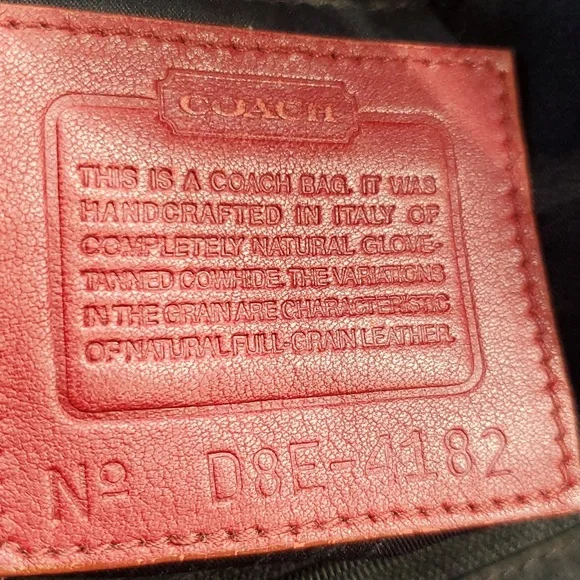 COACH
THIS IS A COACH BAG. IT WAS
HANDCRAFTED IN ITALY OF
COMPLETELY NATURAL GLOVE-
TANNED COWHIDE. THE VARIATIONS
IN THE GRAIN ARE CHARACTERISTIC
OF NATURAL FULL-GRAIN LEATHER.
Nº D8E-4182